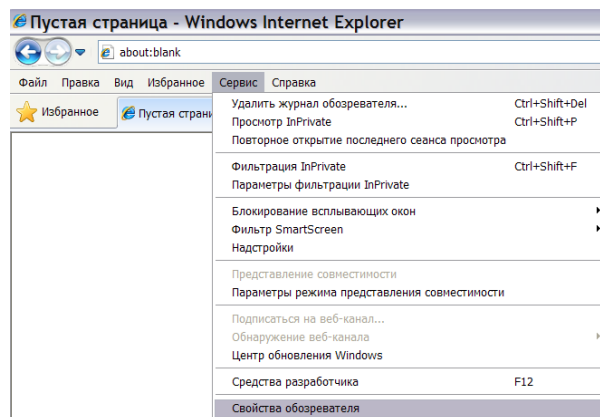 Пустая страница - Windows Internet Explorer
about:blank
Файл Правка Вид Избранное Сервис Справка
Избранное Пустая страни
Удалить журнал обозревателя... Ctrl+Shift+Del
Просмотр InPrivate Ctrl+Shift+P
Повторное открытие последнего сеанса просмотра
Фильтрация InPrivate Ctrl+Shift+F
Параметры фильтрации InPrivate
Блокирование всплывающих окон
Фильтр SmartScreen
Надстройки
Представление совместимости
Параметры режима представления совместимости
Подписаться на веб-канал...
Обнаружение веб-канала
Центр обновления Windows
Средства разработчика F12
Свойства обозревателя